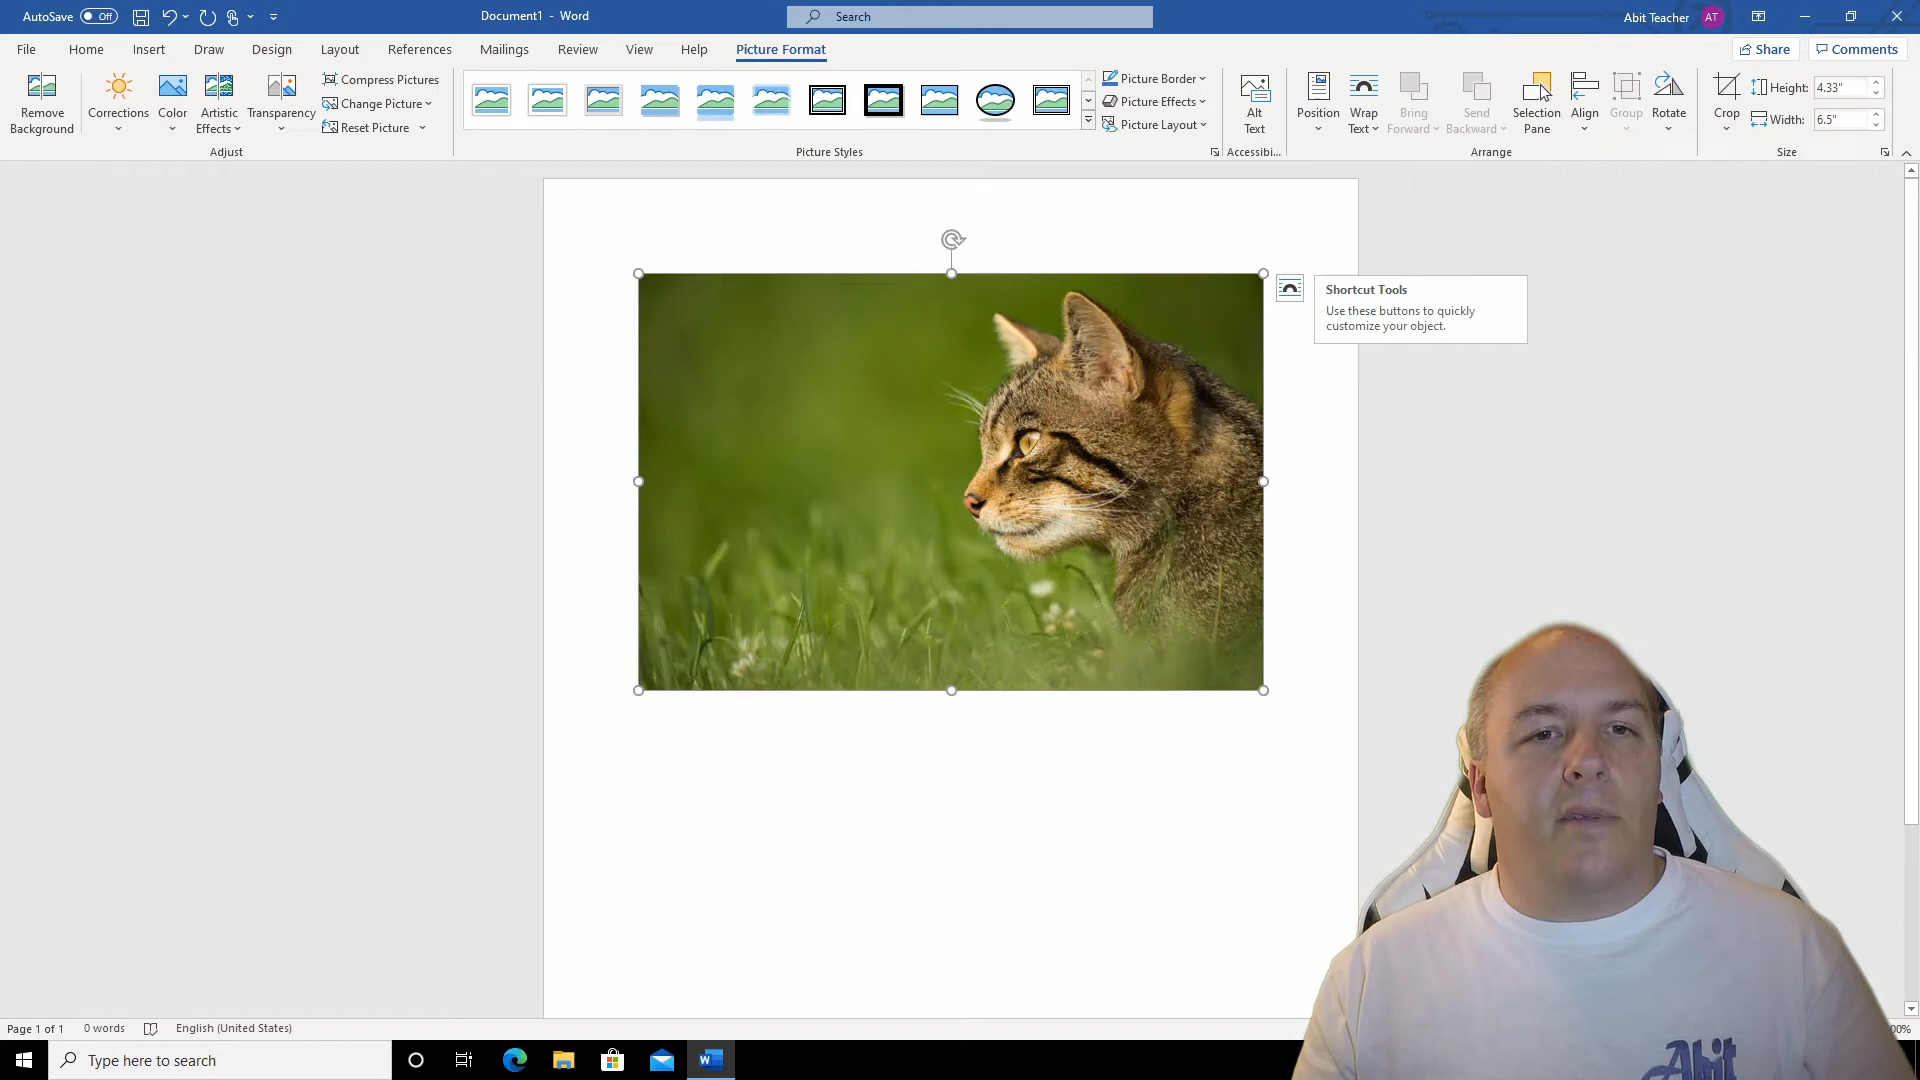 AutoSave Off
Document1 - Word
Search
Abit Teacher AT
File Home Insert Draw Design Layout References Mailings Review View Help Picture Format
Share Comments
Remove Background
Corrections
Color
Artistic Effects
Transparency
Compress Pictures
Change Picture
Reset Picture
Picture Border
Picture Effects
Picture Layout
Alt Text
Position
Wrap Text
Bring Forward
Send Backward
Selection Pane
Align
Group
Rotate
Crop
Height: 4.33"
Width: 6.5"
Adjust
Picture Styles
Accessibi...
Arrange
Size
Shortcut Tools
Use these buttons to quickly
customize your object.
Abit
Page 1 of 1 0 words English (United States)
Type here to search